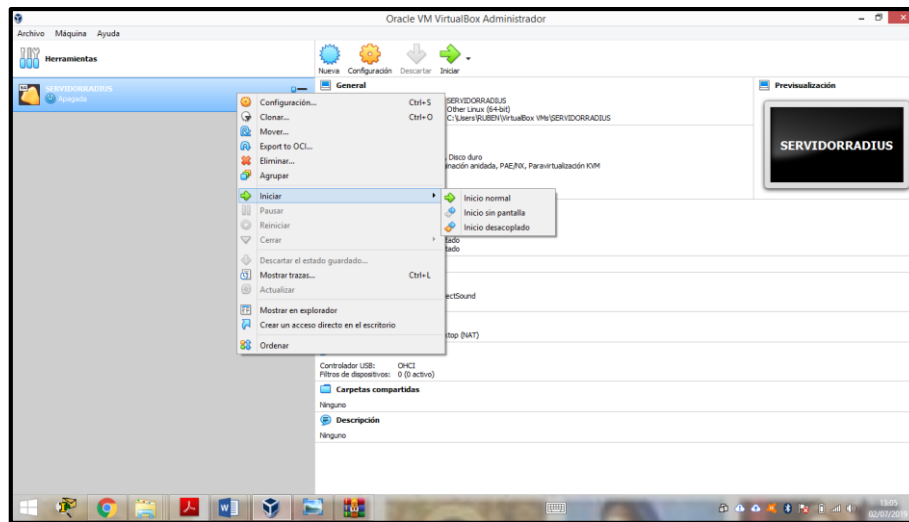 Oracle VM VirtualBox Administrador
Archivo Máquina Ayuda
Herramientas
Nueva Configuración Descartar Iniciar
SERVIDORRADIUS
Apagada
General
SERVIDORRADIUS
Other Linux (64-bit)
C:\Users\RUBEN\VirtualBox VMs\SERVIDORRADIUS
, Disco duro
inación anidada, PAE/NX, Paravirtualización KVM
Previsualización
SERVIDORRADIUS
Configuración... Ctrl+S
Clonar... Ctrl+O
Mover...
Export to OCI...
Eliminar...
Agrupar
Iniciar
Pausar
Reiniciar
Cerrar
Descartar el estado guardado...
Mostrar trazas... Ctrl+L
Actualizar
Mostrar en explorador
Crear un acceso directo en el escritorio
Ordenar
Inicio normal
Inicio sin pantalla
Inicio desacoplado
tado
tado
ectSound
ktop (NAT)
Controlador USB: OHCI
Filtros de dispositivos: 0 (0 activo)
Carpetas compartidas
Ninguno
Descripción
Ninguno
13:05
02/07/2019